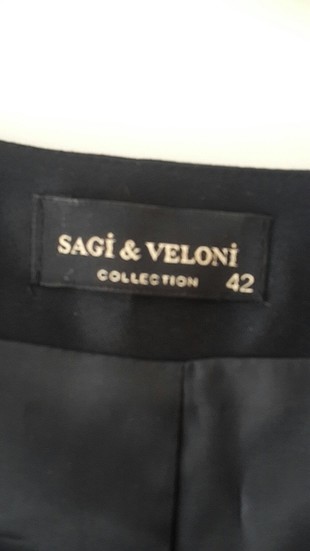 SAGİ & VELONİ
COLLECTION 42